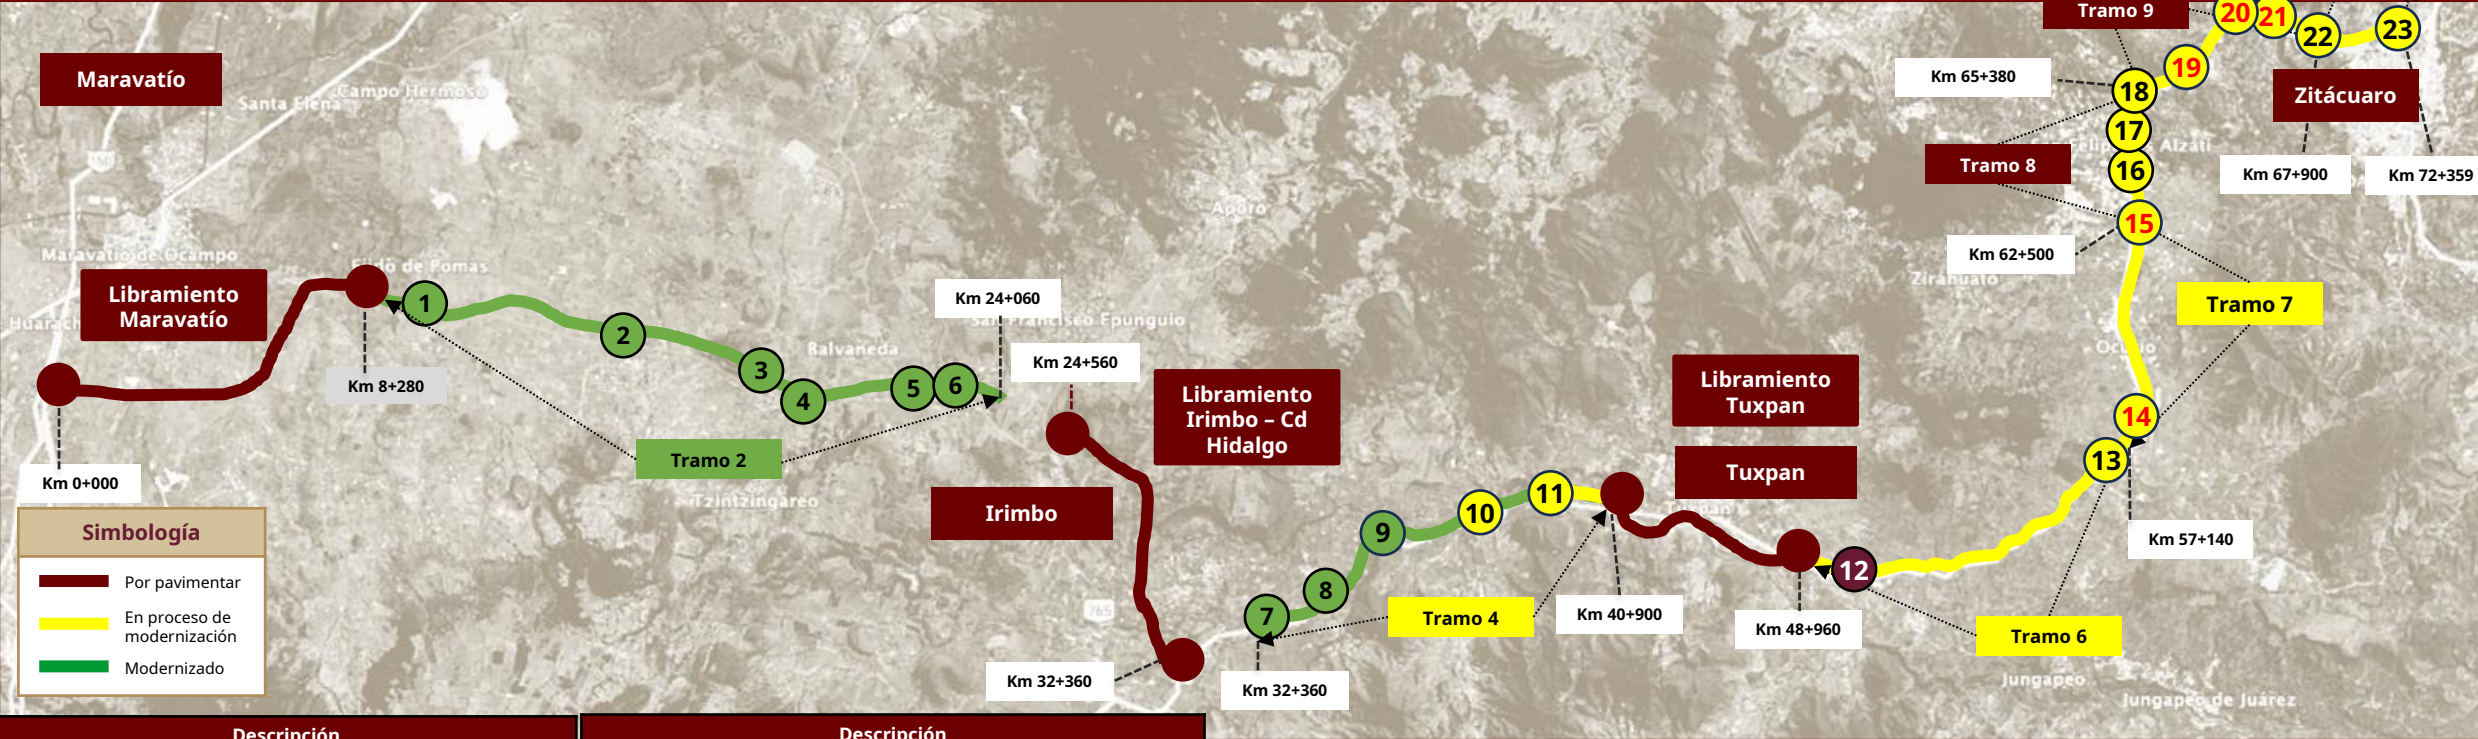 Tramo 9
20
21
22
23
Maravatío
Santa Elena
Campo Hermoso
Km 65+380
19
18
Zitácuaro
17
Felipe
s Alzati
Tramo 8
16
Km 67+900
Km 72+359
Aporo
15
Maravatío de Ocampo
Ejido de Pomas
Km 62+500
Ziráhuato
Libramiento
Maravatío
1
Km 24+060
San Francisco Epunguio
Tramo 7
Huarach
2
Balvaneda
Km 24+560
3
Km 8+280
4
5
6
Libramiento
Irimbo – Cd
Hidalgo
Libramiento
Tuxpan
14
Tramo 2
13
Tuxpan
Km 0+000
Tzintzingareo
Irimbo
9
10
11
Km 57+140
Simbología
Por pavimentar
En proceso de
modernización
Modernizado
12
8
7
765
Tramo 4
Km 40+900
Km 48+960
Tramo 6
Km 32+360
Km 32+360
Jungapeo
Jungapeo de Juárez
Descripción
Descripción